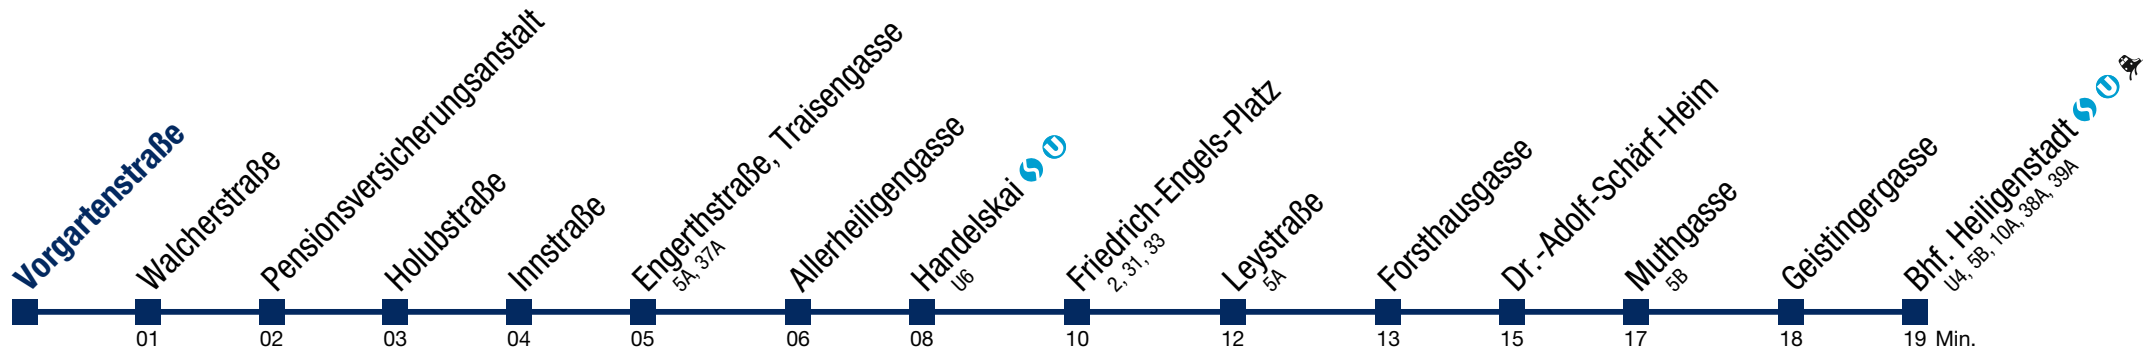 Vorgartenstraße
Walcherstraße
Pensionsversicherungsanstalt
Holubstraße
Innstraße
Engerthstraße, Traisengasse
5A, 37A
Allerheiligengasse
Handelskai
U6
Friedrich-Engels-Platz
2, 31, 33
Leystraße
5A
Forsthausgasse
Dr.-Adolf-Schärf-Heim
Muthgasse
5B
Geistingergasse
Bhf. Heiligenstadt
U4, 5B, 10A, 38A, 39A
01 02 03 04 05 06 08 10 12 13 15 17 18 19 Min.